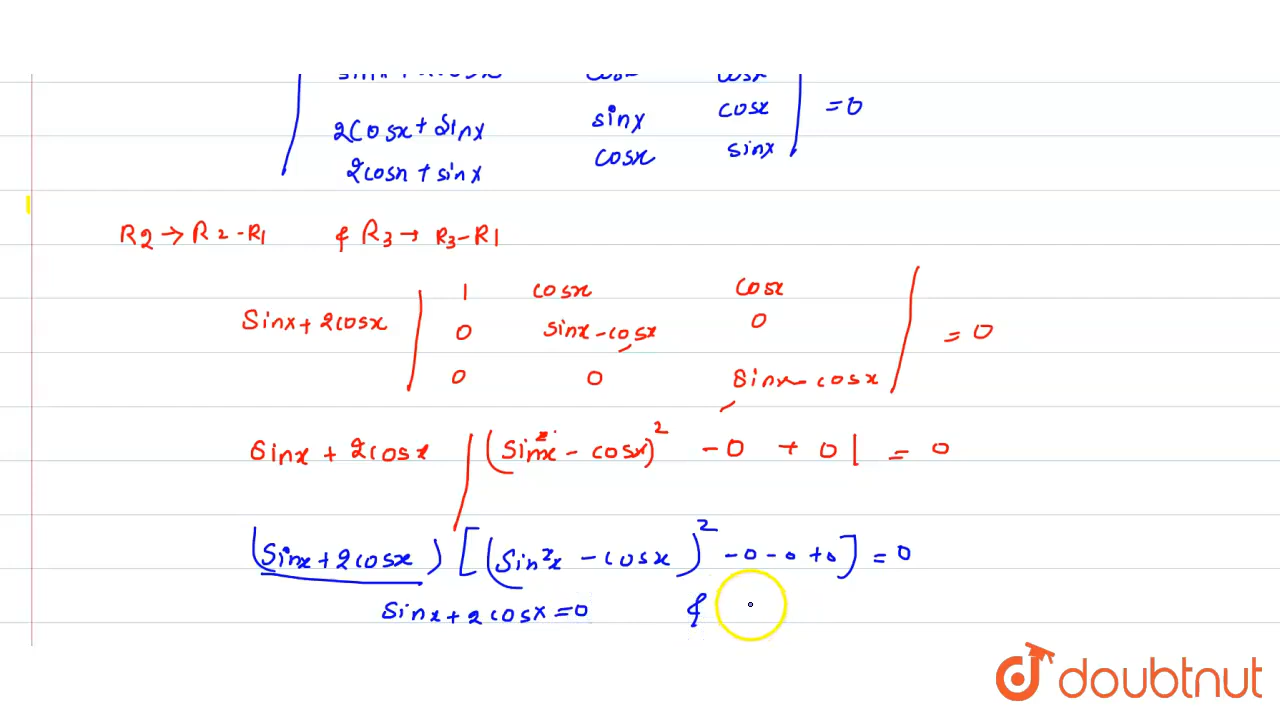 2cosx + sinx sinx cosx = 0
2cosx + sinx cosx sinx
R2 → R2 - R1 & R3 → R3 - R1
1 cosx cosx
sinx + 2cosx 0 sinx - cosx 0 = 0
0 0 sinx - cosx
sinx + 2cosx | (sin²x - cosx)² - 0 + 0 | = 0
(sinx + 2cosx) [(sin²x - cosx)² - 0 - 0 + 0] = 0
sinx + 2cosx = 0 &
doubtnut